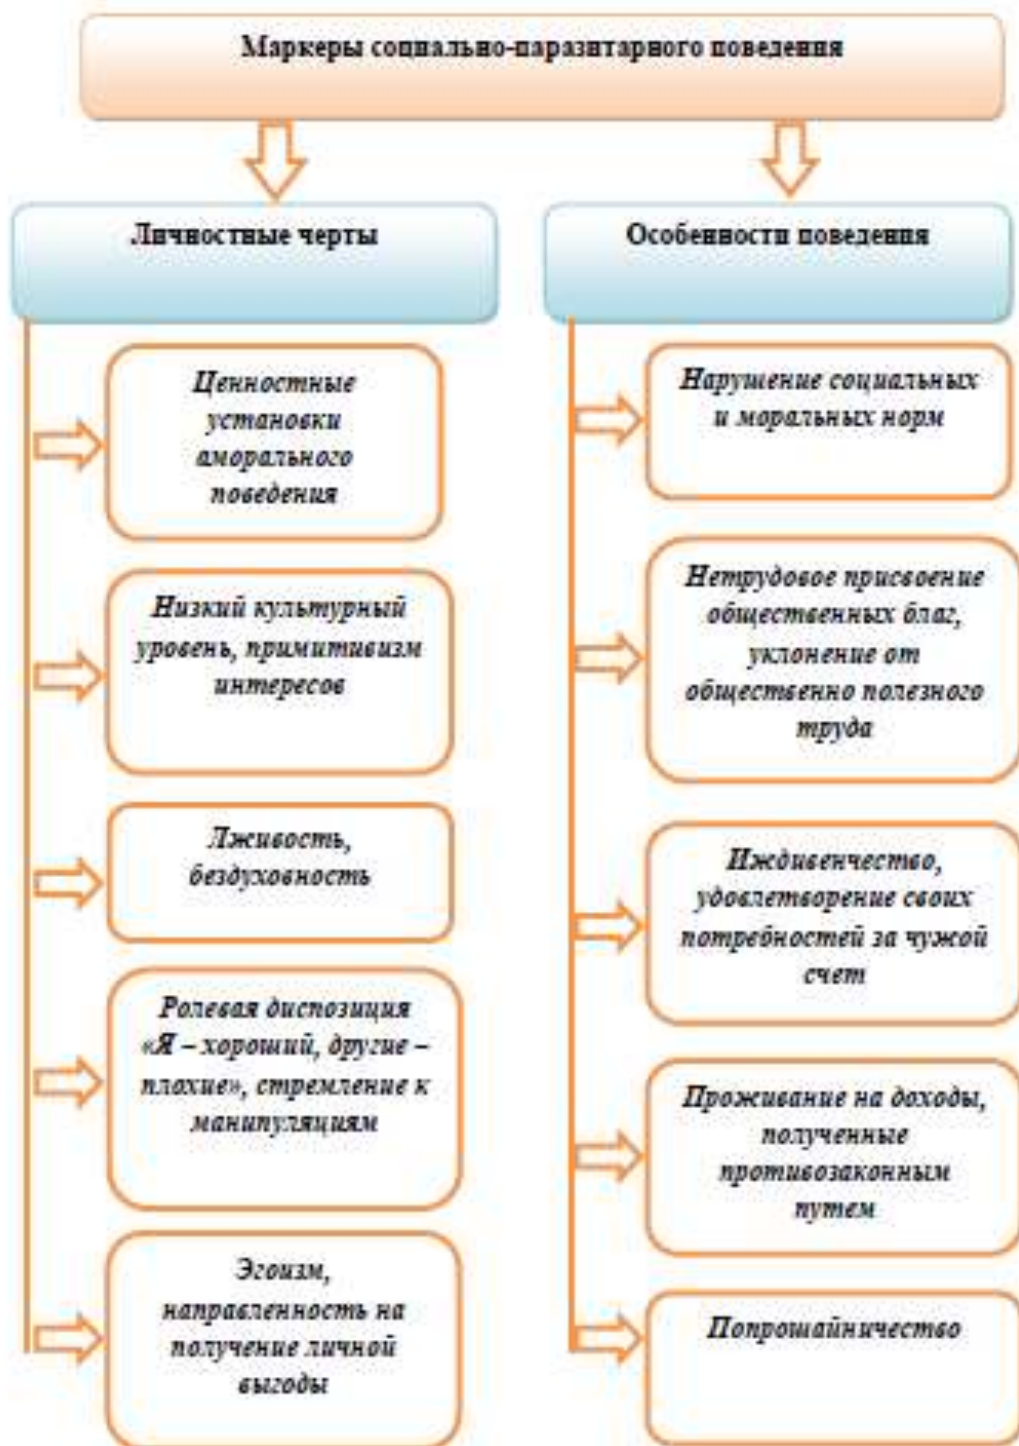 Маркеры социально-паразитарного поведения
Личностные черты
Ценностные
установки
аморального
поведения
Низкий культурный
уровень, примитивизм
интересов
Лживость,
бездуховность
Ролевая диспозиция
«Я – хороший, другие –
плохие», стремление к
манипуляциям
Эгоизм,
направленность на
получение личной
выгоды
Особенности поведения
Нарушение социальных
и моральных норм
Нетрудовое присвоение
общественных благ,
уклонение от
общественно полезного
труда
Иждивенчество,
удовлетворение своих
потребностей за чужой
счет
Проживание на доходы,
полученные
противозаконным
путем
Попрошайничество